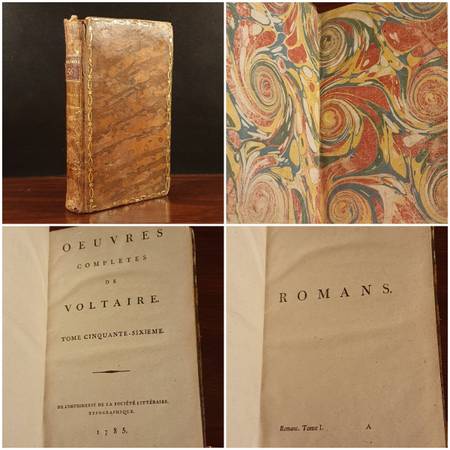 OEUVRES
COMPLETES
DE
VOLTAIRE.
TOME CINQUANTE-SIXIEME.
DE L'IMPRIMERIE DE LA SOCIÉTÉ LITTÉRAIRE-
TYPOGRAPHIQUE.
1785.
ROMANS.
Romans. Tome I.
A